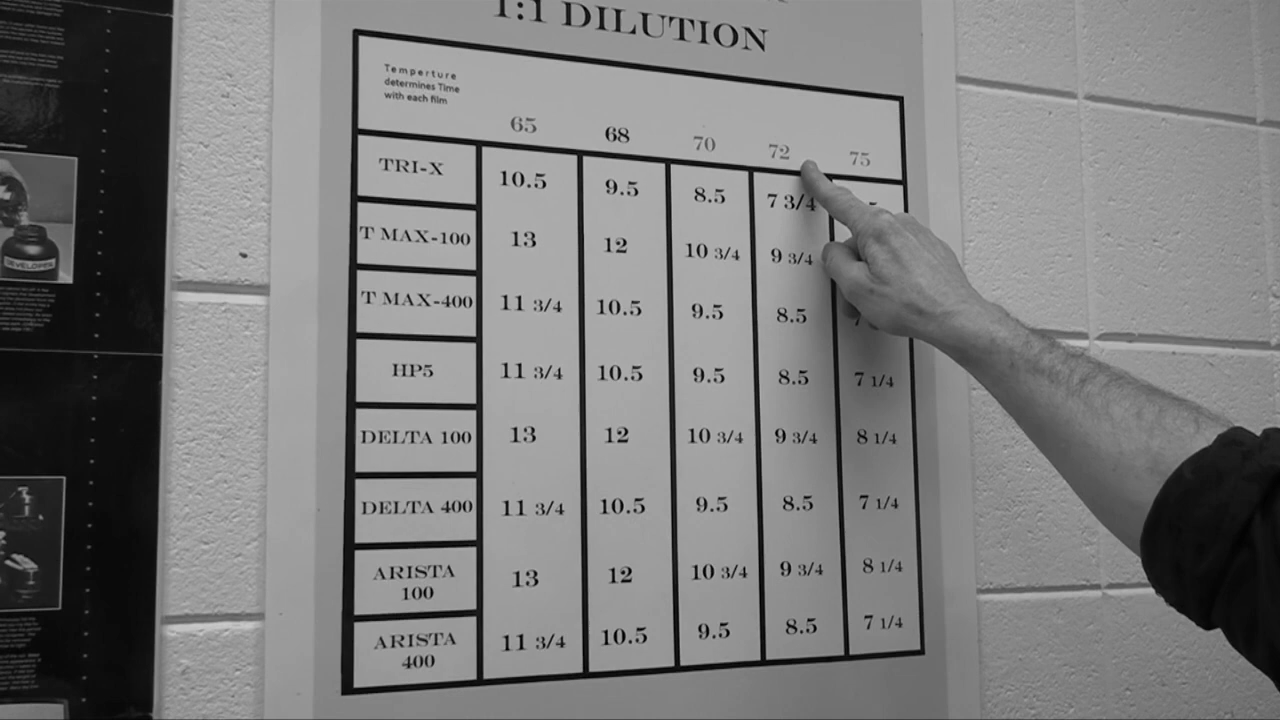 1:1 DILUTION
Temperture
determines Time
with each film
65 68 70 72 75
TRI-X 10.5 9.5 8.5 7 3/4
T MAX-100 13 12 10 3/4 9 3/4
T MAX-400 11 3/4 10.5 9.5 8.5 7
HP5 11 3/4 10.5 9.5 8.5 7 1/4
DELTA 100 13 12 10 3/4 9 3/4 8 1/4
DELTA 400 11 3/4 10.5 9.5 8.5 7 1/4
ARISTA
100 13 12 10 3/4 9 3/4 8 1/4
ARISTA
400 11 3/4 10.5 9.5 8.5 7 1/4
DEVELOPER